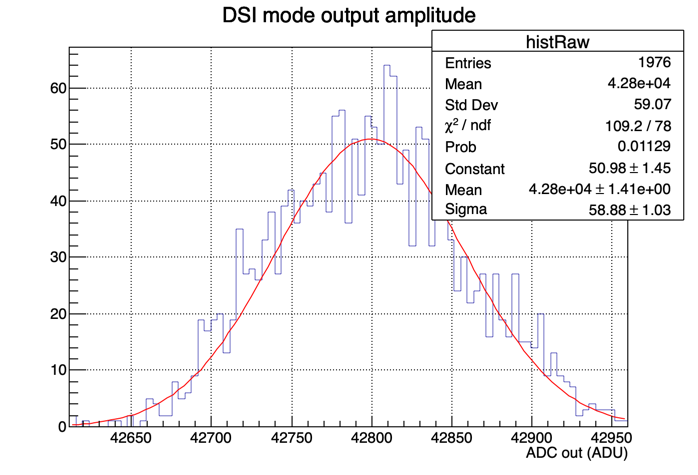 DSI mode output amplitude
histRaw
Entries 1976
Mean 4.28e+04
Std Dev 59.07
χ² / ndf 109.2 / 78
Prob 0.01129
Constant 50.98 ± 1.45
Mean 4.28e+04 ± 1.41e+00
Sigma 58.88 ± 1.03
60
50
40
30
20
10
0
42650 42700 42750 42800 42850 42900 42950
ADC out (ADU)